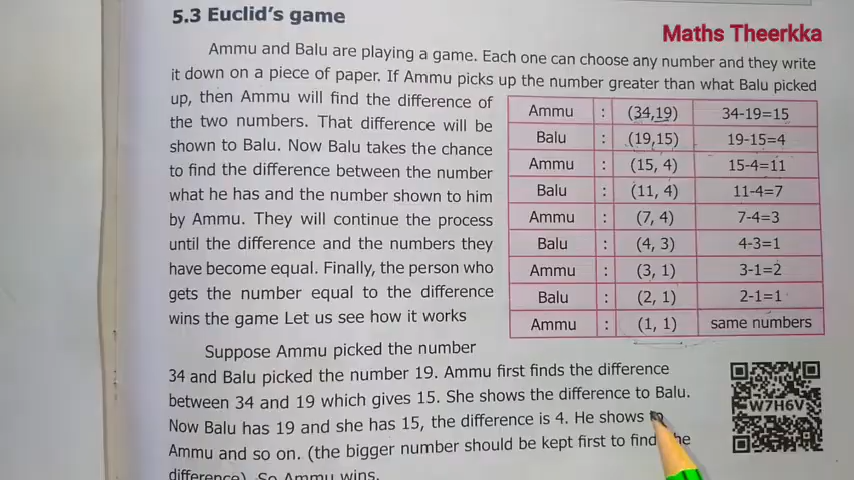 5.3 Euclid's game
Maths Theerkka
Ammu and Balu are playing a game. Each one can choose any number and they write
it down on a piece of paper. If Ammu picks up the number greater than what Balu picked
up, then Ammu will find the difference of
the two numbers. That difference will be
shown to Balu. Now Balu takes the chance
to find the difference between the number
what he has and the number shown to him
by Ammu. They will continue the process
until the difference and the numbers they
have become equal. Finally, the person who
gets the number equal to the difference
wins the game Let us see how it works
Ammu : (34,19) 34-19=15
Balu : (19,15) 19-15=4
Ammu : (15, 4) 15-4=11
Balu : (11, 4) 11-4=7
Ammu : (7, 4) 7-4=3
Balu : (4, 3) 4-3=1
Ammu : (3, 1) 3-1=2
Balu : (2, 1) 2-1=1
Ammu : (1, 1) same numbers
Suppose Ammu picked the number
34 and Balu picked the number 19. Ammu first finds the difference
between 34 and 19 which gives 15. She shows the difference to Balu.
Now Balu has 19 and she has 15, the difference is 4. He shows
Ammu and so on. (the bigger number should be kept first to find the
difference). So Ammu wins.
W7H6V